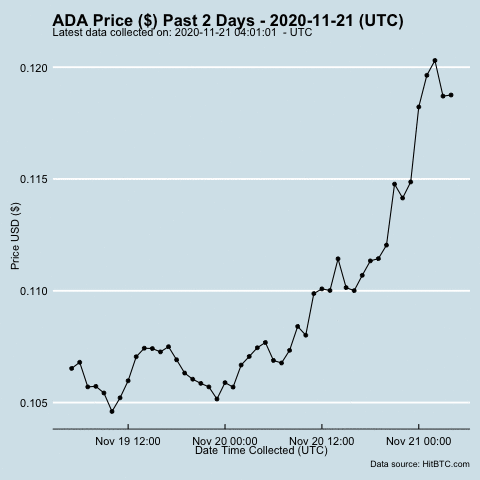 ADA Price ($) Past 2 Days - 2020-11-21 (UTC)
Latest data collected on: 2020-11-21 04:01:01  - UTC
0.120
0.115
0.110
0.105
Price USD ($)
Nov 19 12:00 Nov 20 00:00 Nov 20 12:00 Nov 21 00:00
Date Time Collected (UTC)
Data source: HitBTC.com